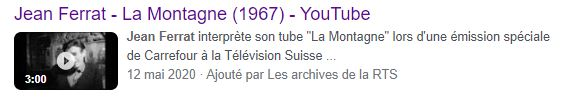 Jean Ferrat - La Montagne (1967) - YouTube
Jean Ferrat interprète son tube "La Montagne" lors d'une émission spéciale
de Carrefour à la Télévision Suisse ...
3:00
12 mai 2020 · Ajouté par Les archives de la RTS